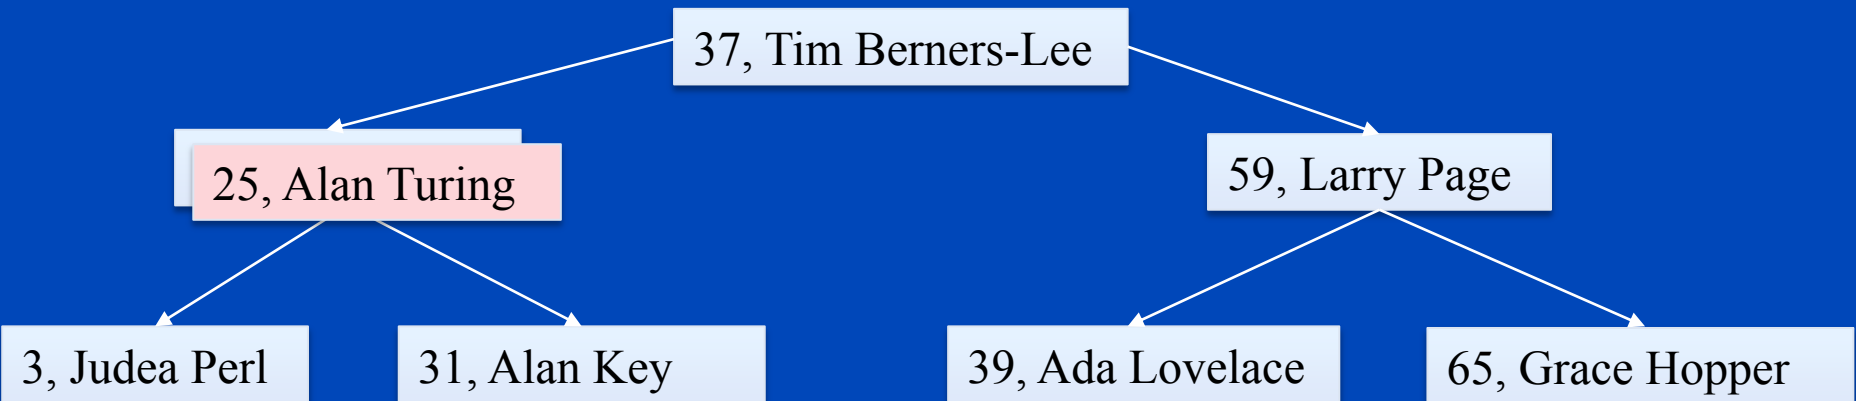 37, Tim Berners-Lee
25, Alan Turing
59, Larry Page
3, Judea Perl
31, Alan Key
39, Ada Lovelace
65, Grace Hopper